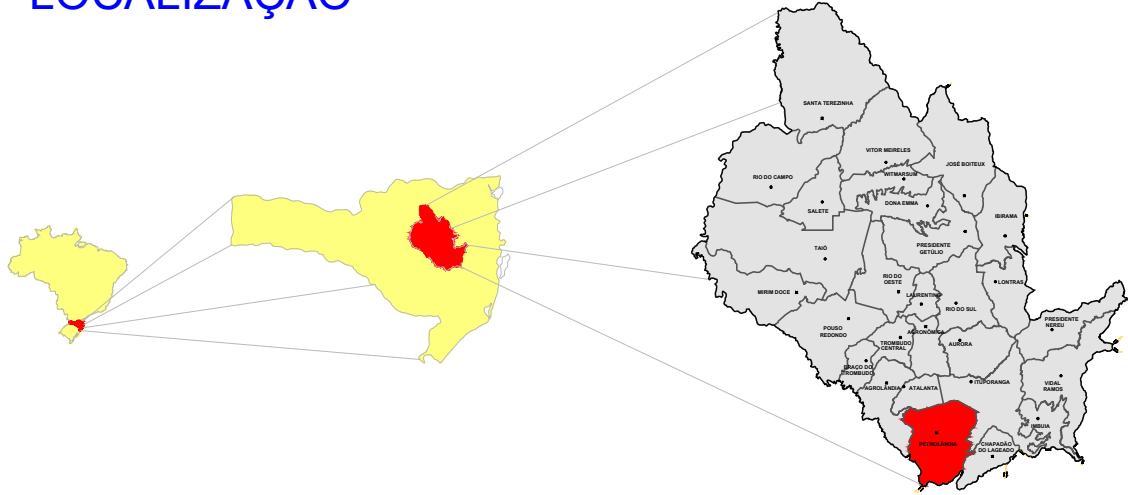 LOCALIZAÇÃO
SANTA TEREZINHA
VITOR MEIRELES
JOSÉ BOITEUX
RIO DO CAMPO
WITMARSUM
SALETE
DONA EMMA
IBIRAMA
TAIÓ
PRESIDENTE
GETÚLIO
MIRIM DOCE
RIO DO
OESTE
LAURENTINO
RIO DO SUL
LONTRAS
POUSO
REDONDO
AGRONÔMICA
TROMBUDO
CENTRAL
AURORA
PRESIDENTE
NEREU
BRAÇO DO
TROMBUDO
AGROLÂNDIA
ATALANTA
ITUPORANGA
VIDAL
RAMOS
IMBUIA
PETROLÂNDIA
CHAPADÃO
DO LAGEADO